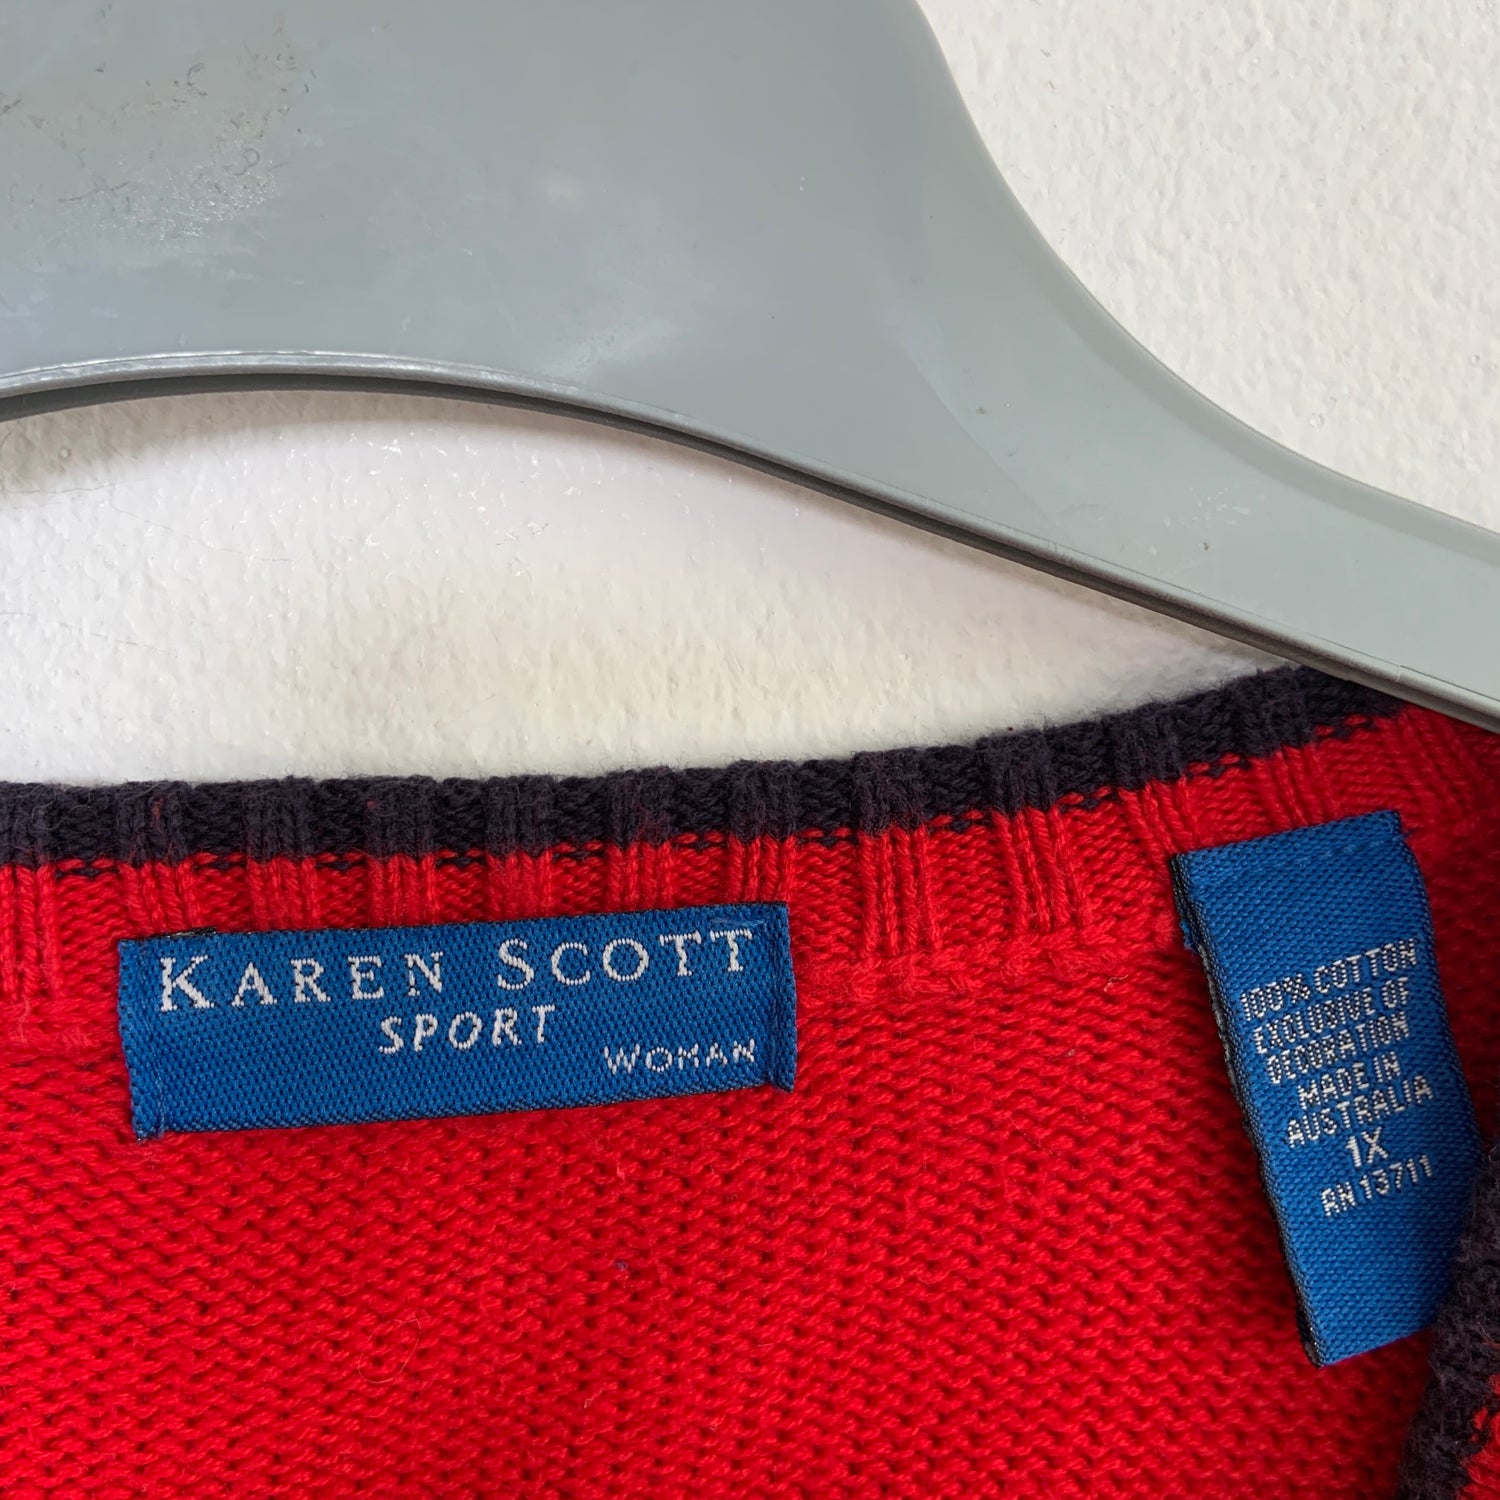 KAREN SCOTT
SPORT
WOMAN
100% COTTON
EXCLUSIVE OF
DECORATION
MADE IN
AUSTRALIA
1X
RN 13711